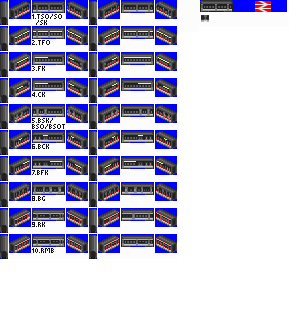 1.TSO/SO
/SK
2.TFO
3.FK
4.CK
5.BSK/
BSO/BSOT
6.BCK
7.BFK
8.BG
9.RK
10.RMB